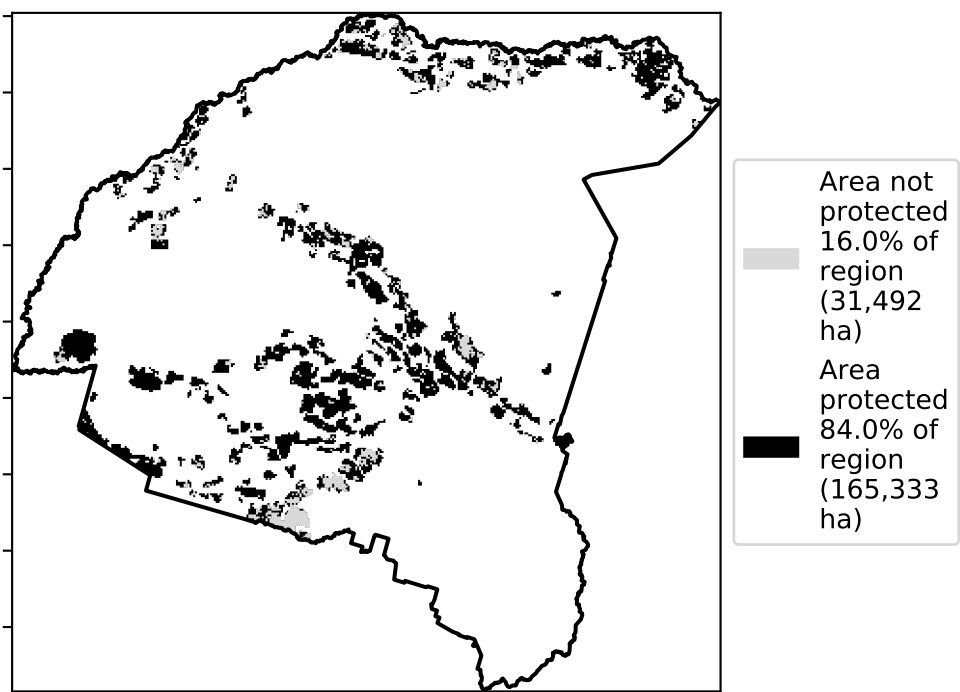 Area not
protected
16.0% of
region
(31,492
ha)
Area
protected
84.0% of
region
(165,333
ha)